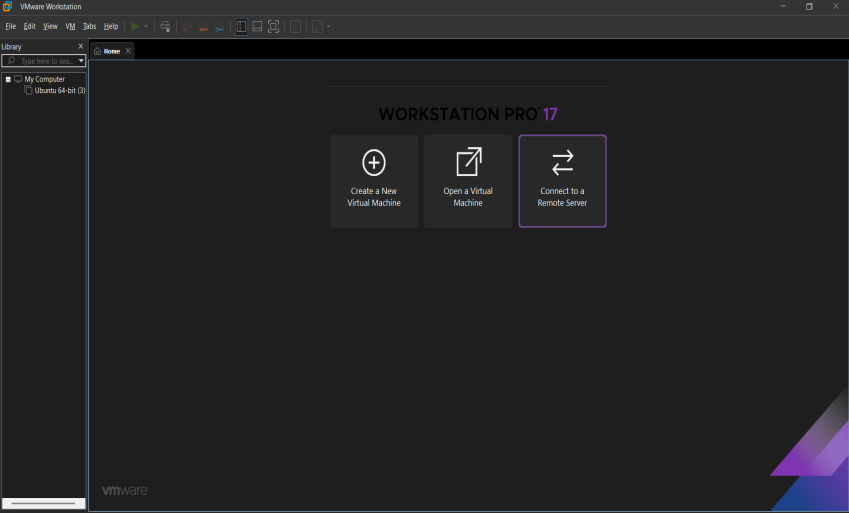 VMware Workstation
File Edit View VM Tabs Help
Library X
Home
Type here to sea...
My Computer
Ubuntu 64-bit (3)
WORKSTATION PRO 17
Create a New
Virtual Machine
Open a Virtual
Machine
Connect to a
Remote Server
vmware